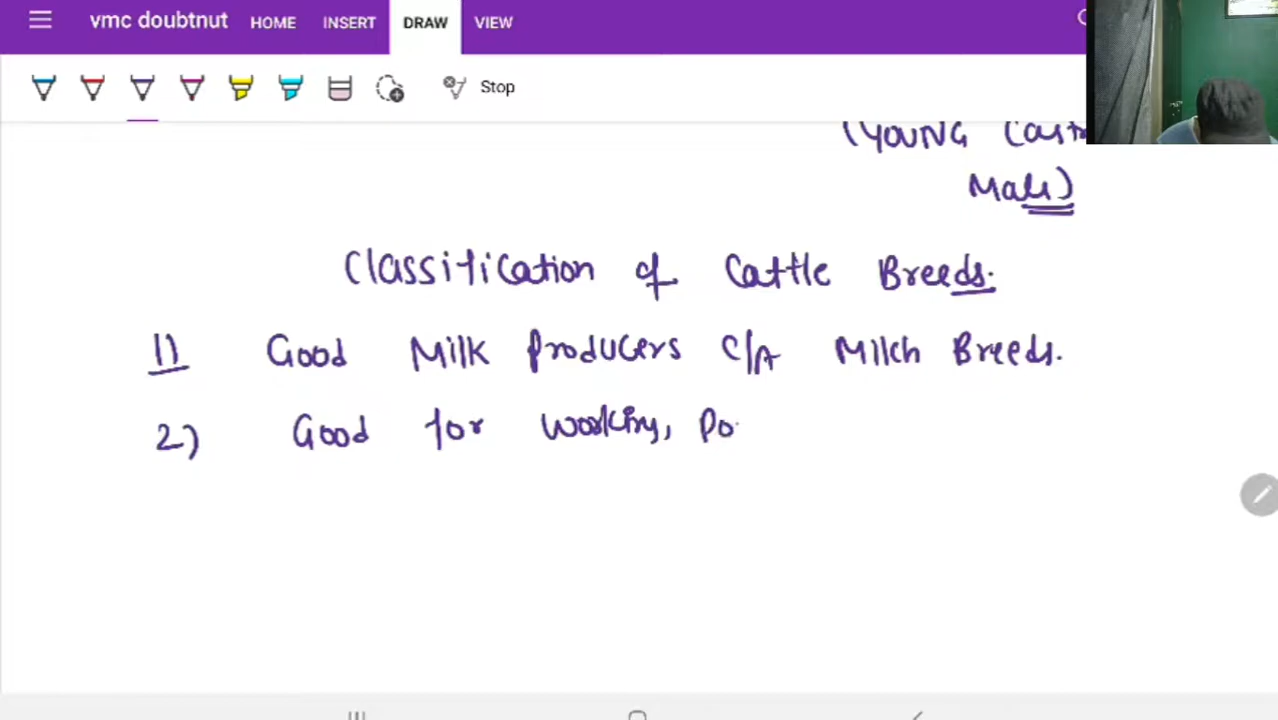 vmc doubtnut HOME INSERT DRAW VIEW
Stop
(YOUNG Cast
Male)
Classification of Cattle Breeds.
1) Good Milk Producers C/A Milch Breeds.
2) Good for working, Po